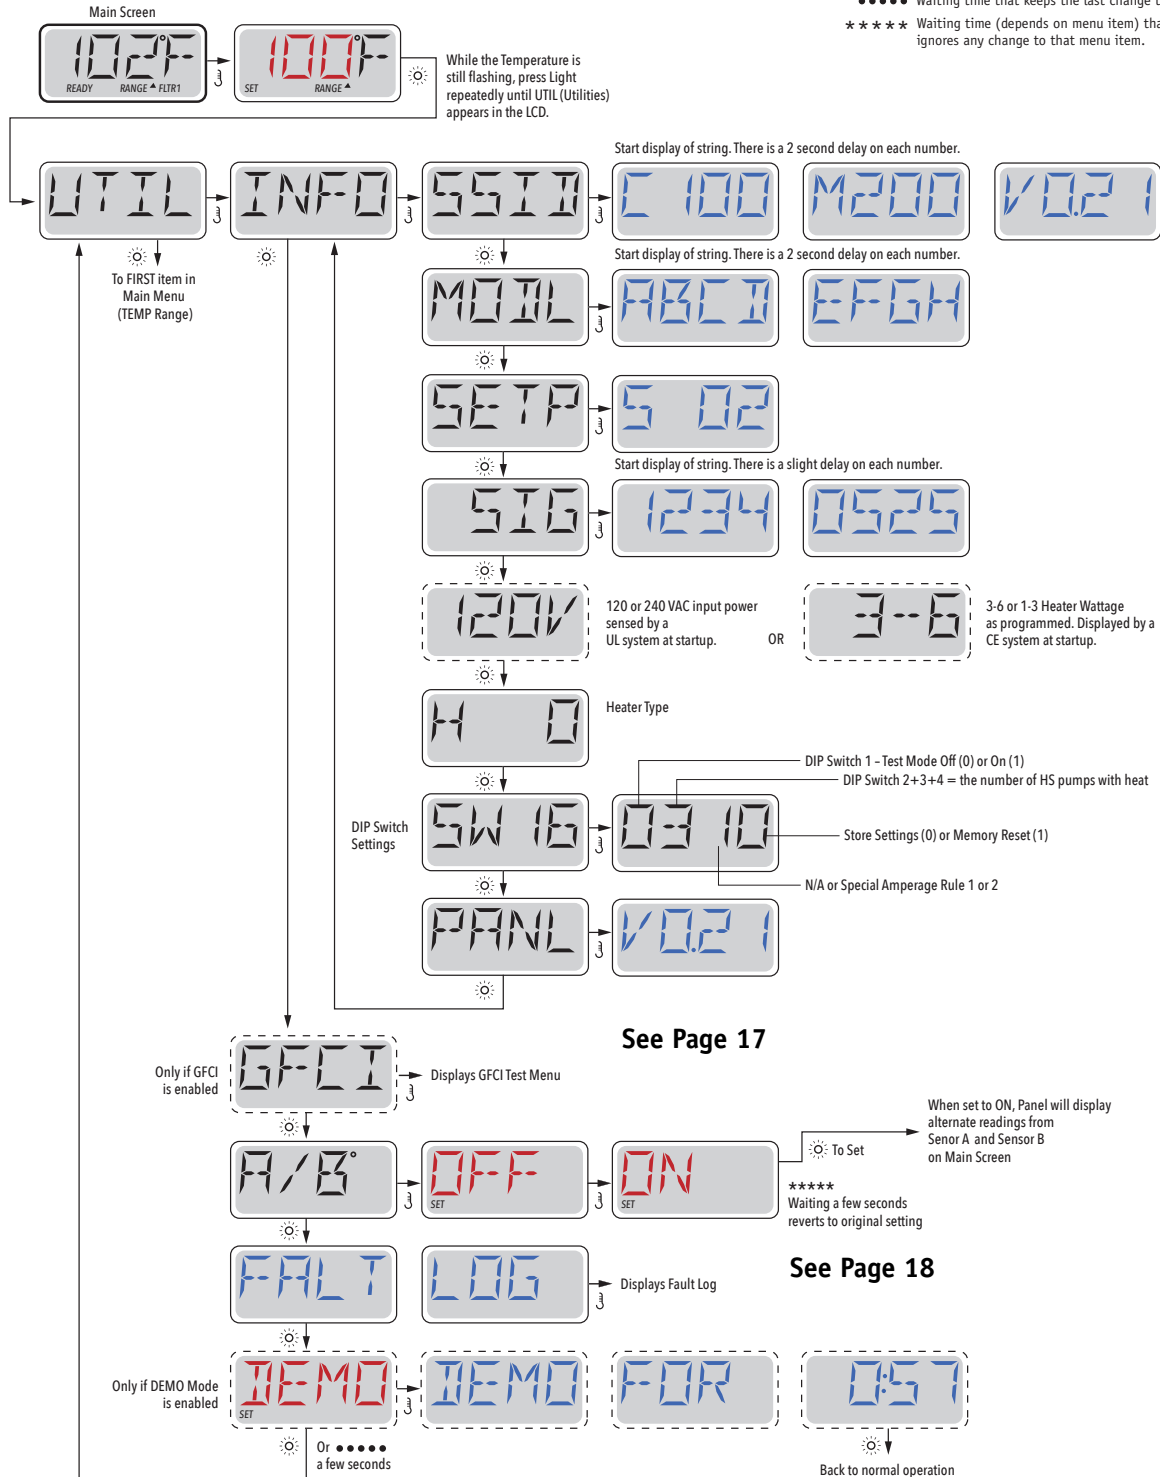 Main Screen
Waiting time that keeps the last change
***** Waiting time (depends on menu item)
ignores any change to that menu item.
102°F
READY RANGE FLTR1
100°F
SET RANGE
While the Temperature is
still flashing, press Light
repeatedly until UTIL (Utilities)
appears in the LCD.
Start display of string. There is a 2 second delay on each number.
UTIL
INFO
SSID
C 100
M200
V0.21
To FIRST item in
Main Menu
(TEMP Range)
Start display of string. There is a 2 second delay on each number.
MODL
ABCD
EFGH
SETP
S 02
Start display of string. There is a slight delay on each number.
SIG
1234
0525
120V
120 or 240 VAC input power
sensed by a
UL system at startup.
OR
3-6
3-6 or 1-3 Heater Wattage
as programmed. Displayed by a
CE system at startup.
H 0
Heater Type
DIP Switch 1 – Test Mode Off (0) or On (1)
DIP Switch 2+3+4 = the number of HS pumps with heat
DIP Switch
Settings
SW 16
0310
Store Settings (0) or Memory Reset (1)
N/A or Special Amperage Rule 1 or 2
PANL
V0.21
See Page 17
Only if GFCI
is enabled
GFCI
Displays GFCI Test Menu
When set to ON, Panel will display
alternate readings from
Senor A and Sensor B
on Main Screen
A/B°
OFF
SET
ON
SET
To Set
*****
Waiting a few seconds
reverts to original setting
See Page 18
FALT
LOG
Displays Fault Log
Only if DEMO Mode
is enabled
DEMO
SET
DEMO
FOR
0:57
Or •••••
a few seconds
Back to normal operation